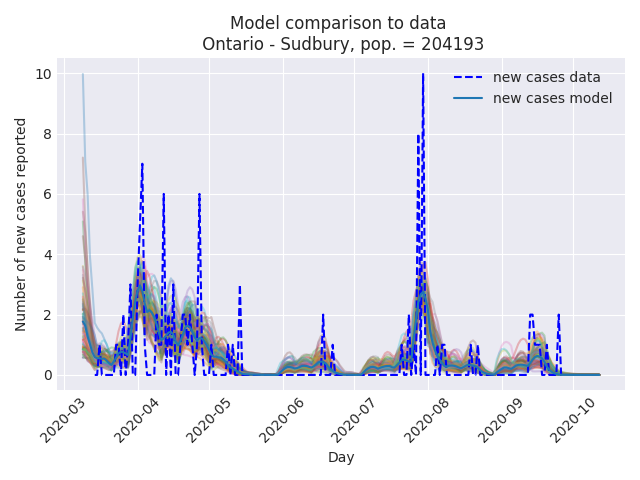 Model comparison to data
Ontario - Sudbury, pop. = 204193
new cases data
new cases model
Number of new cases reported
10
8
6
4
2
0
2020-03
2020-04
2020-05
2020-06
2020-07
2020-08
2020-09
2020-10
Day